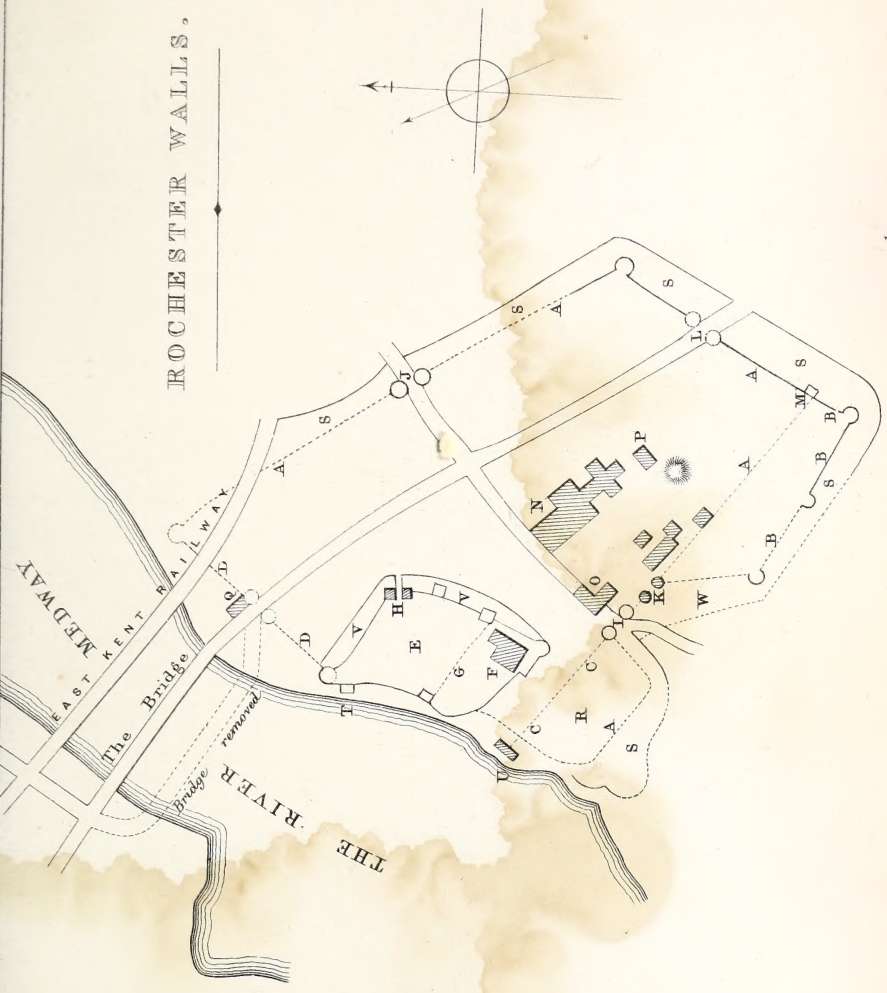 ROCHESTER WALLS.
MEDWAY
EAST KENT RAILWAY
The Bridge
Bridge removed
THE RIVER
S
A
S
L
J
S
A
S
A
M
B
B
S
B
A
P
N
O
K
W
I
D
Q
D
V
H
V
E
G
F
T
C
C
R
A
S
U